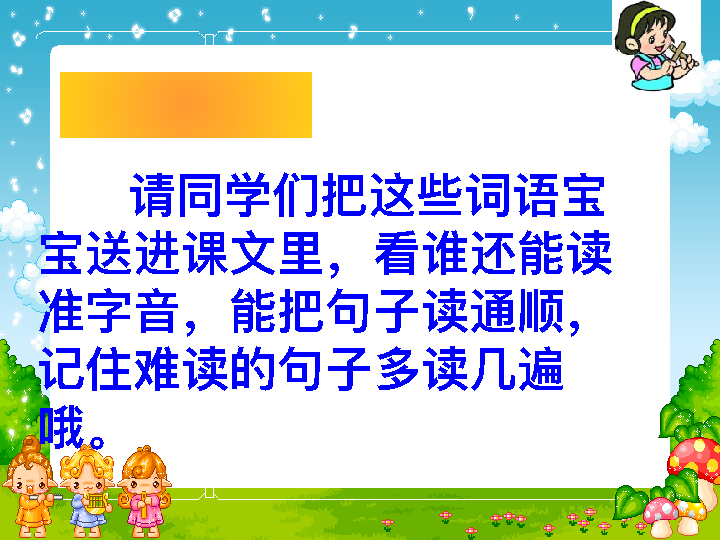 请同学们把这些词语宝
宝送进课文里，看谁还能读
准字音，能把句子读通顺，
记住难读的句子多读几遍
哦。